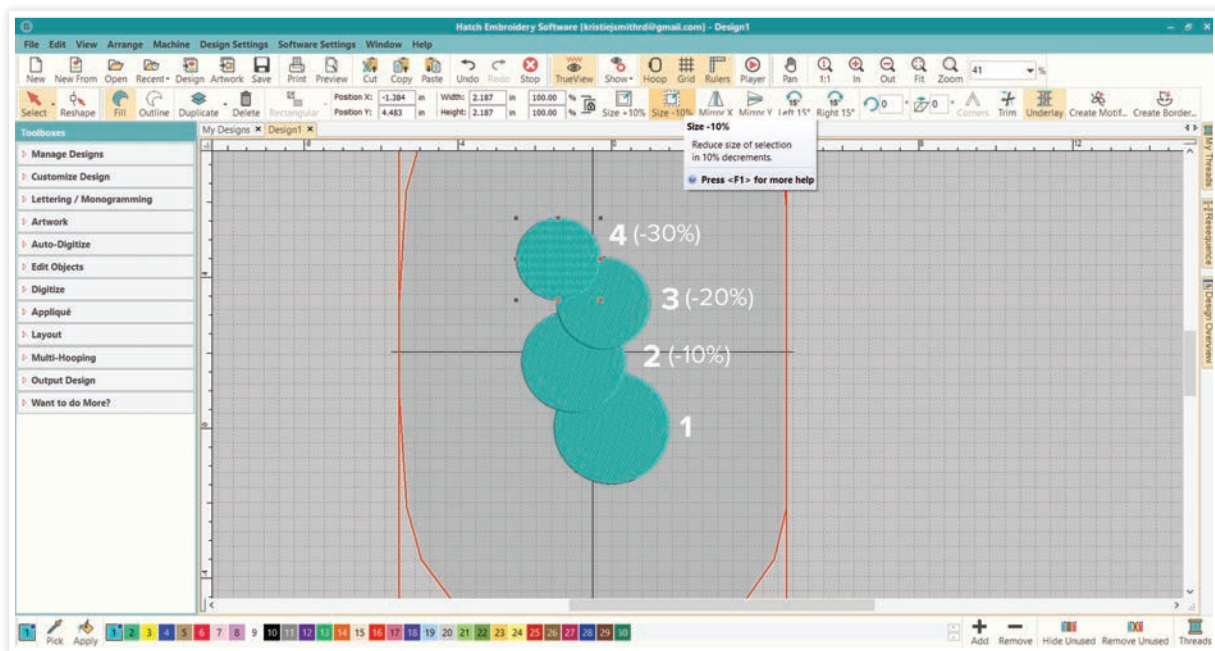 Hatch Embroidery Software [kristiejsmithrd@gmail.com] - Design1
File Edit View Arrange Machine Design Settings Software Settings Window Help
New New From Open Recent Design Artwork Save Print Preview Cut Copy Paste Undo Redo Stop TrueView Show Hoop Grid Rulers Player Pan 1:1 In Out Fit Zoom 41 %
Select Reshape Fill Outline Duplicate Delete Rectangular Position X: -1.384 in Width: 2.187 in 100.00 % Size +10% Size -10% Mirror X Mirror Y Left 15° Right 15° 0 0 Corners Trim Underlay Create Motif... Create Border...
Position Y: 4.483 in Height: 2.187 in 100.00 %
Toolboxes
My Designs × Design1 ×
Size -10%
Reduce size of selection
in 10% decrements.
Press <F1> for more help
Manage Designs
Customize Design
Lettering / Monogramming
Artwork
Auto-Digitize
Edit Objects
Digitize
Appliqué
Layout
Multi-Hooping
Output Design
Want to do More?
4 (-30%)
3 (-20%)
2 (-10%)
1
My Threads
Resequence
Design Overview
1 Pick Apply 1 2 3 4 5 6 7 8 9 10 11 12 13 14 15 16 17 18 19 20 21 22 23 24 25 26 27 28 29 30 Add Remove Hide Unused Remove Unused Threads